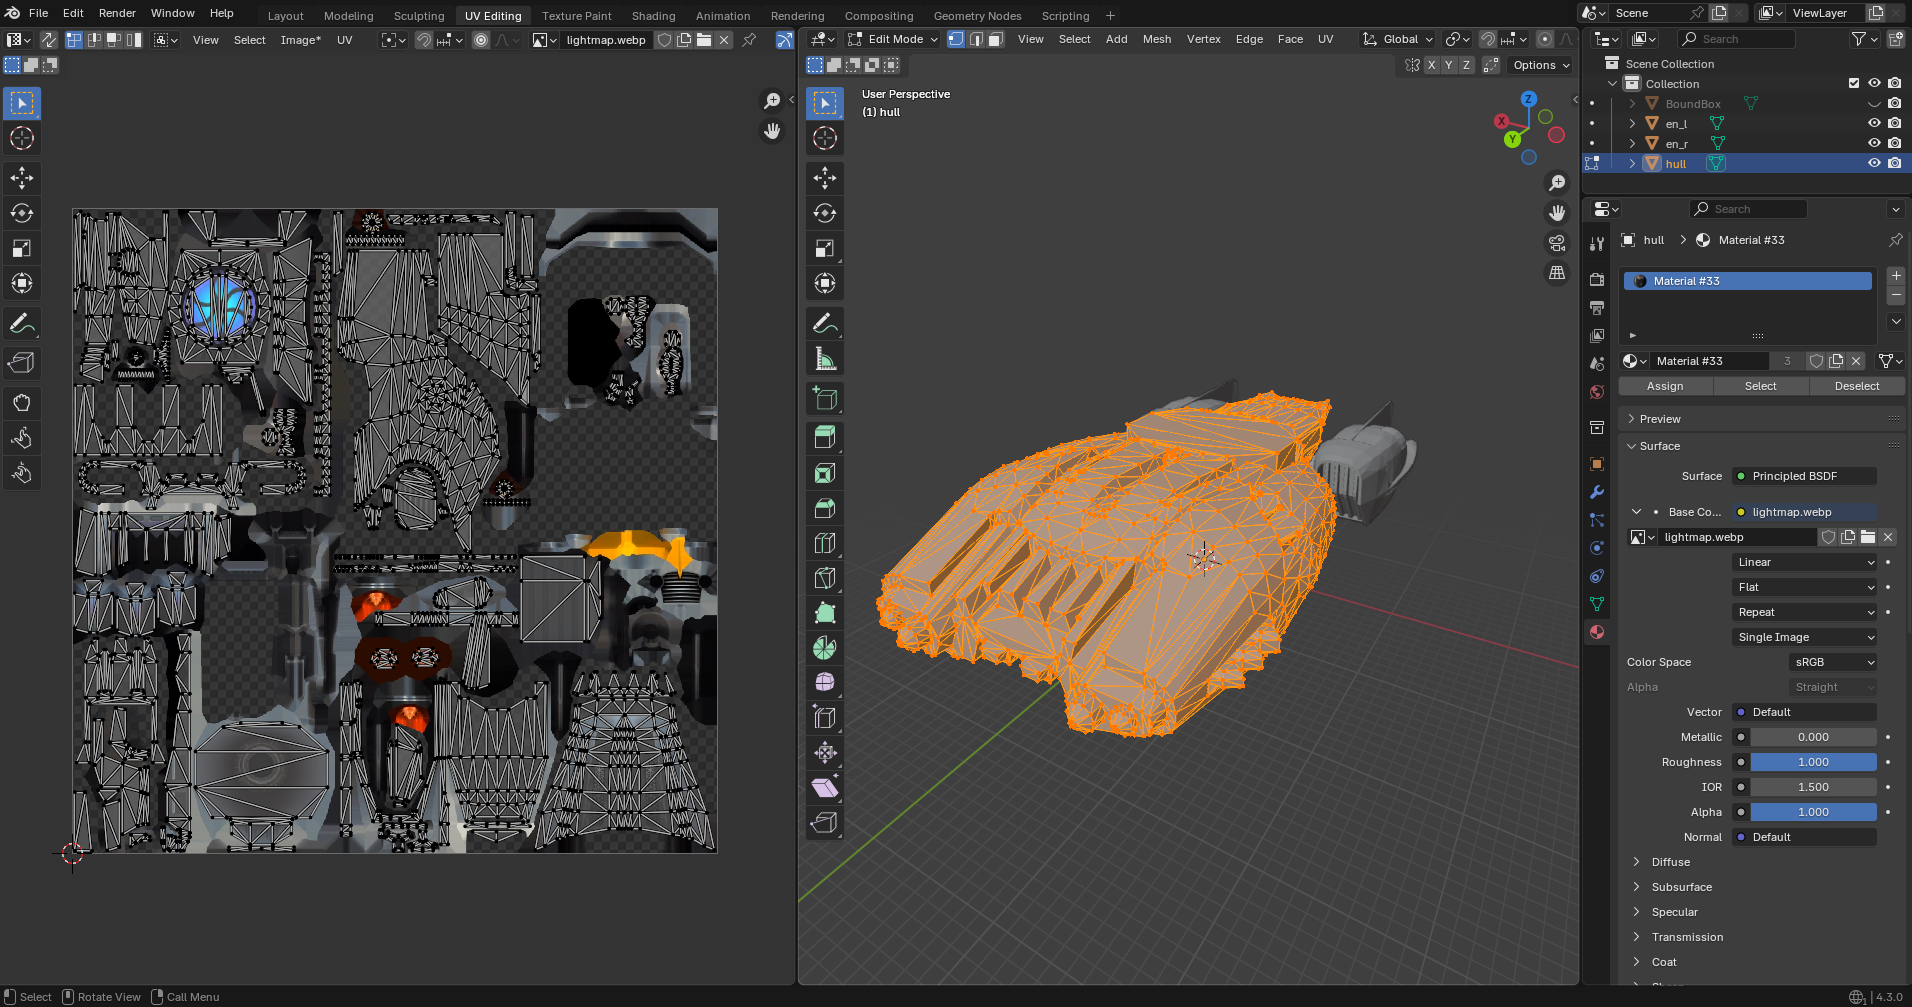 File Edit Render Window Help Layout Modeling Sculpting UV Editing Texture Paint Shading Animation Rendering Compositing Geometry Nodes Scripting + Scene ViewLayer
View Select Image* UV lightmap.webp
Edit Mode View Select Add Mesh Vertex Edge Face UV Global
Search
X Y Z Options
User Perspective
(1) hull
Z
X
Y
Scene Collection
Collection
BoundBox
en_l
en_r
hull
Search
hull > Material #33
Material #33
Material #33 3
Assign Select Deselect
Preview
Surface
Surface Principled BSDF
Base Co... lightmap.webp
lightmap.webp
Linear
Flat
Repeat
Single Image
Color Space sRGB
Alpha Straight
Vector Default
Metallic 0.000
Roughness 1.000
IOR 1.500
Alpha 1.000
Normal Default
Diffuse
Subsurface
Specular
Transmission
Coat
Select Rotate View Call Menu
4.3.0